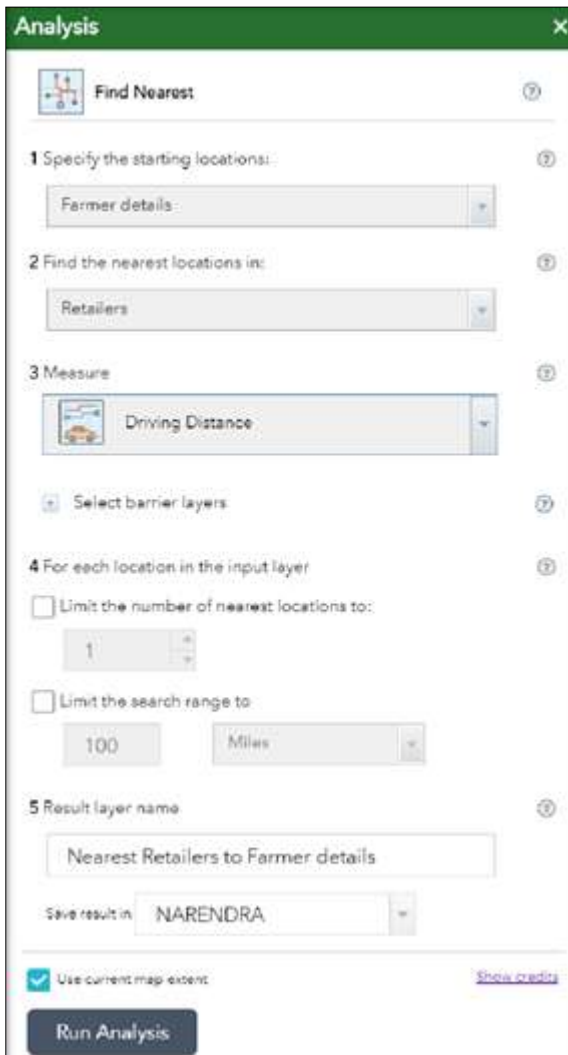 Analysis
Find Nearest
1 Specify the starting locations:
Farmer details
2 Find the nearest locations in:
Retailers
3 Measure
Driving Distance
Select barrier layers
4 For each location in the input layer
Limit the number of nearest locations to:
1
Limit the search range to
100 Miles
5 Result layer name
Nearest Retailers to Farmer details
Save result in NARENDRA
Use current map extent Show credits
Run Analysis